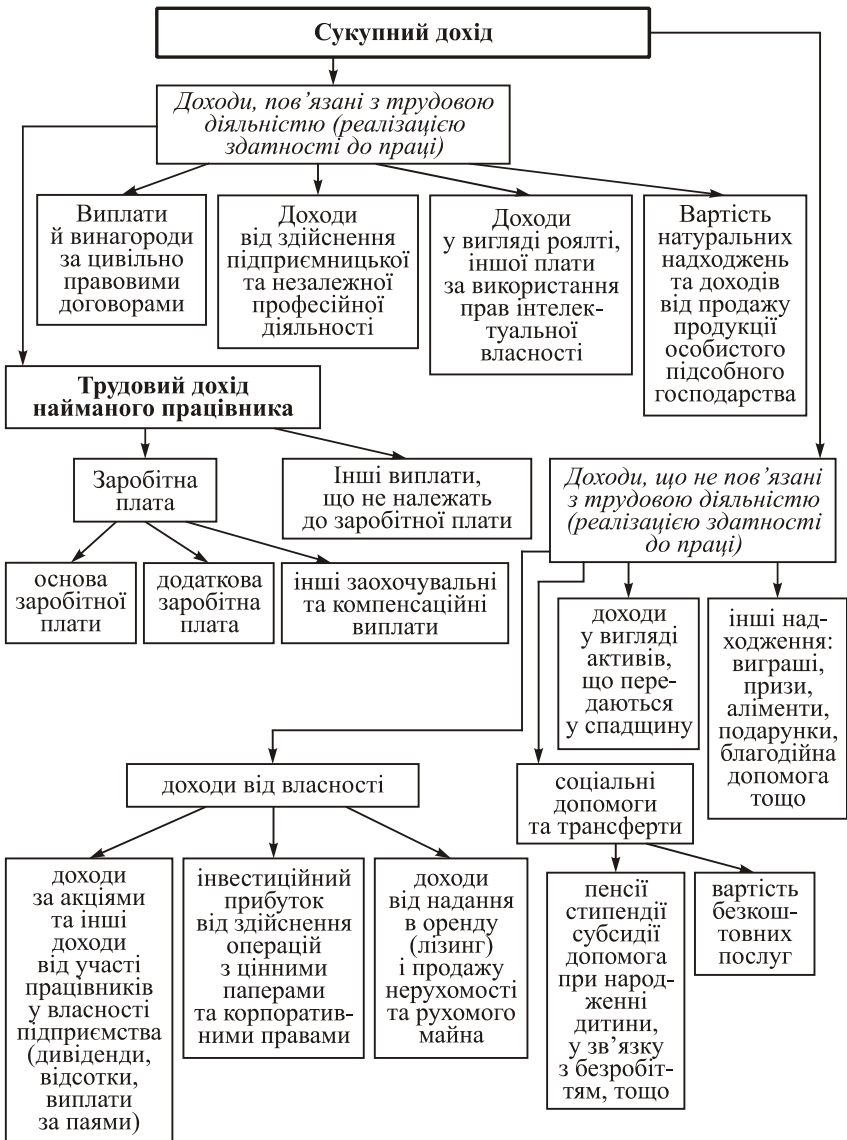 Сукупний дохід
Доходи, пов’язані з трудовою
діяльністю (реалізацією
здатності до праці)
Виплати
й винагороди
за цивільно
правовими
договорами
Доходи
від здійснення
підприємницької
та незалежної
професійної
діяльності
Доходи
у вигляді роялті,
іншої плати
за використання
прав інтелек-
туальної
власності
Вартість
натуральних
надходжень
та доходів
від продажу
продукції
особистого
підсобного
господарства
Трудовий дохід
найманого працівника
Заробітна
плата
Інші виплати,
що не належать
до заробітної плати
Доходи, що не пов’язані
з трудовою діяльністю
(реалізацією здатності
до праці)
основа
заробітної
плати
додаткова
заробітна
плата
інші заохочувальні
та компенсаційні
виплати
доходи
у вигляді
активів,
що пере-
даються
у спадщину
інші над-
ходження:
виграші,
призи,
аліменти,
подарунки,
благодійна
допомога
тощо
доходи від власності
соціальні
допомоги
та трансферти
доходи
за акціями
та інші
доходи
від участі
працівників
у власності
підприємства
(дивіденди,
відсотки,
виплати
за паями)
інвестиційний
прибуток
від здійснення
операцій
з цінними
паперами
та корпоратив-
ними правами
доходи
від надання
в оренду
(лізинг)
і продажу
нерухомості
та рухомого
майна
пенсії
стипендії
субсидії
допомога
при народ-
женні
дитини,
у зв’язку
з безробіт-
тям, тощо
вартість
безкош-
товних
послуг